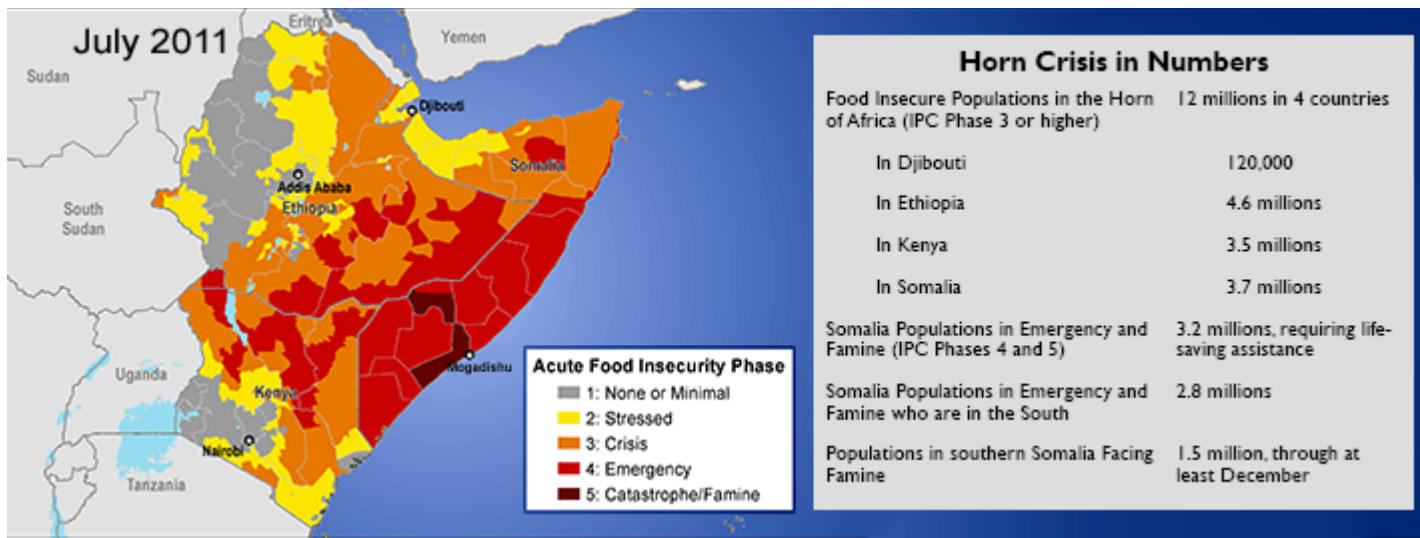 July 2011
Eritrea
Yemen
Sudan
Djibouti
Somalia
Addis Ababa
Ethiopia
South
Sudan
Mogadishu
Uganda
Kenya
Nairobi
Tanzania
Acute Food Insecurity Phase
1: None or Minimal
2: Stressed
3: Crisis
4: Emergency
5: Catastrophe/Famine
Horn Crisis in Numbers
Food Insecure Populations in the Horn 12 millions in 4 countries
of Africa (IPC Phase 3 or higher)
In Djibouti 120,000
In Ethiopia 4.6 millions
In Kenya 3.5 millions
In Somalia 3.7 millions
Somalia Populations in Emergency and 3.2 millions, requiring life-
Famine (IPC Phases 4 and 5) saving assistance
Somalia Populations in Emergency and 2.8 millions
Famine who are in the South
Populations in southern Somalia Facing 1.5 million, through at
Famine least December